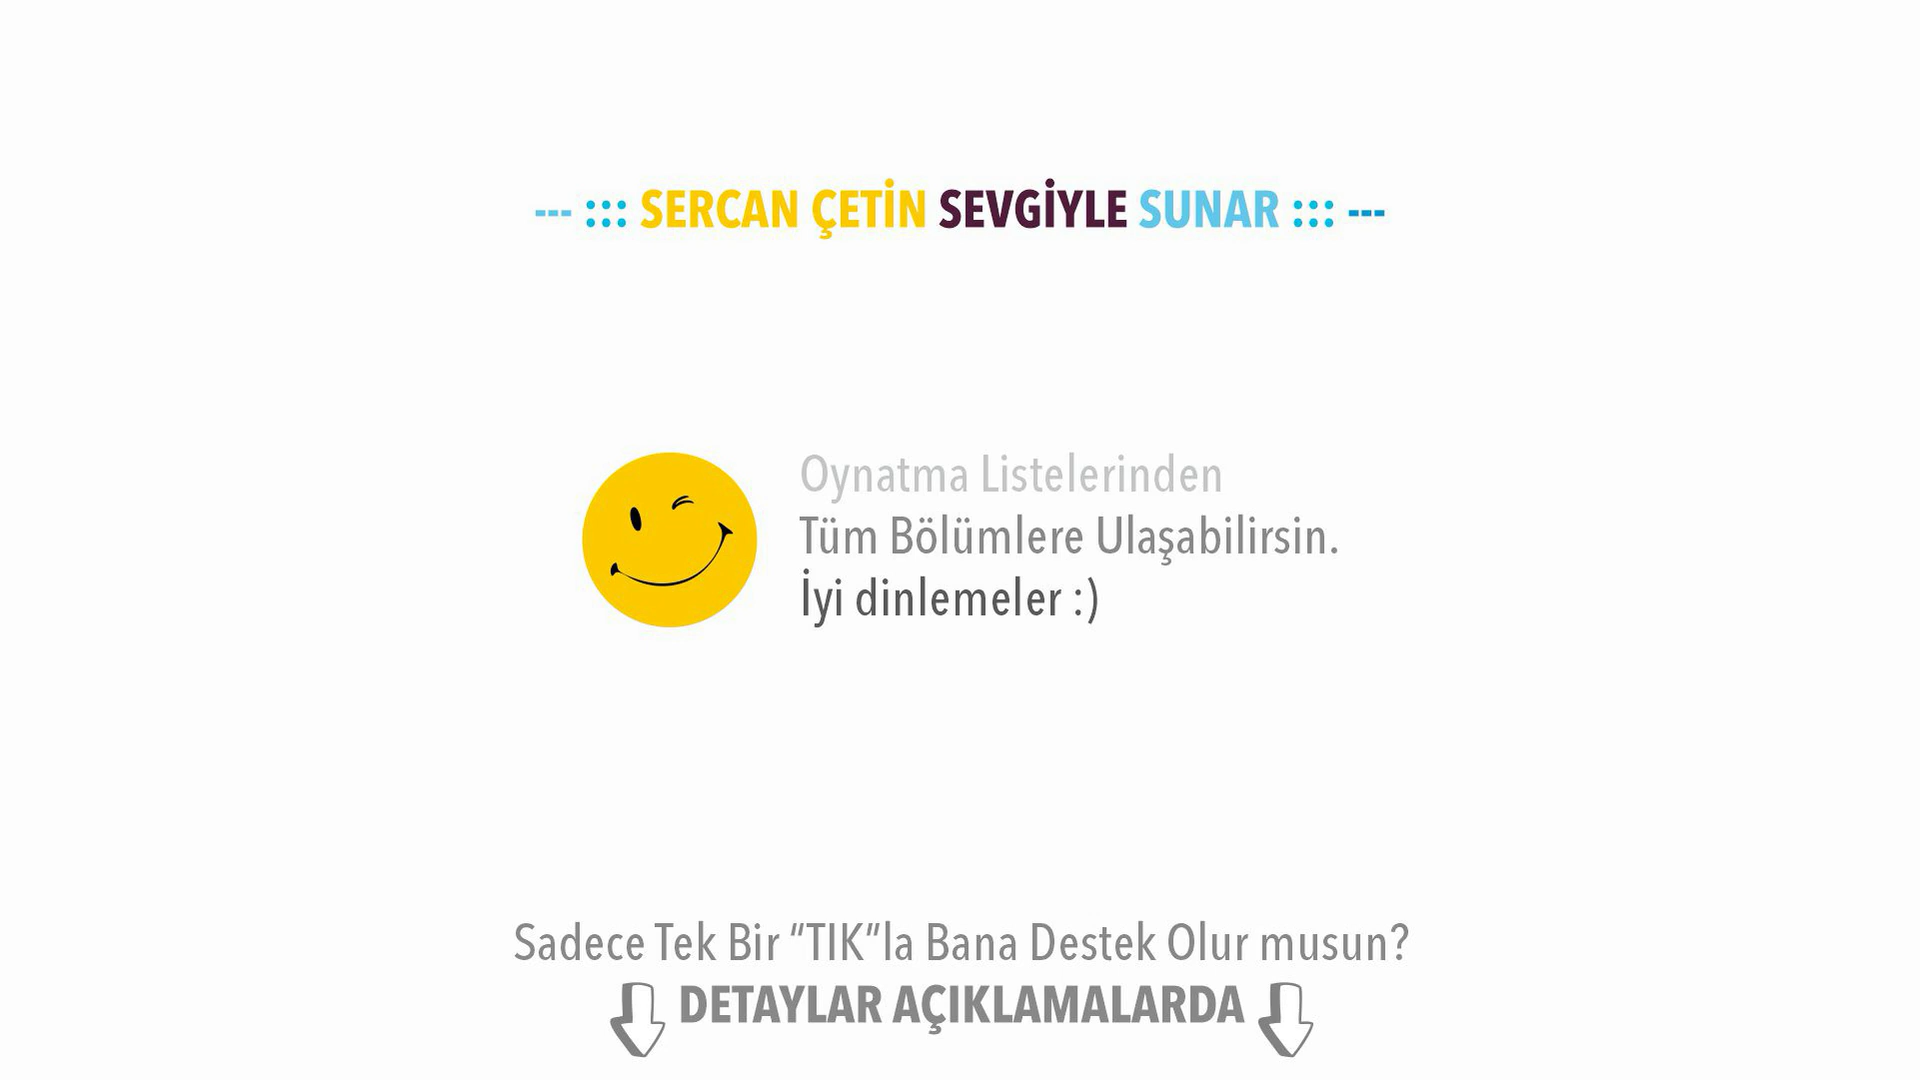 --- ::: SERCAN ÇETİN SEVGİYLE SUNAR ::: ---
Oynatma Listelerinden
Tüm Bölümlere Ulaşabilirsin.
İyi dinlemeler :)
Sadece Tek Bir "TIK"la Bana Destek Olur musun?
DETAYLAR AÇIKLAMALARDA